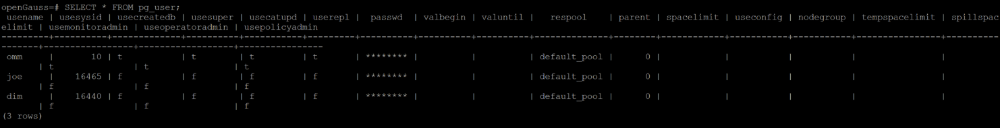 openGauss=# SELECT * FROM pg_user;
 usename | usesysid | usecreatedb | usesuper | usecatupd | userepl |  passwd  | valbegin | valuntil |   respool    | parent | spacelimit | useconfig | nodegroup | tempspacelimit | spillspac
elimit | usemonitoradmin | useoperatoradmin | usepolicyadmin
---------+----------+-------------+----------+-----------+---------+----------+----------+----------+--------------+--------+------------+-----------+-----------+----------------+----------
-------+-----------------+------------------+----------------
 omm     |       10 | t           | t        | t         | t       | ******** |          |          | default_pool |      0 |            |           |           |                |
       | t               | t                | t
 joe     |    16465 | f           | f        | f         | f       | ******** |          |          | default_pool |      0 |            |           |           |                |
       | f               | f                | f
 dim     |    16440 | f           | f        | f         | f       | ******** |          |          | default_pool |      0 |            |           |           |                |
       | f               | f                | f
(3 rows)